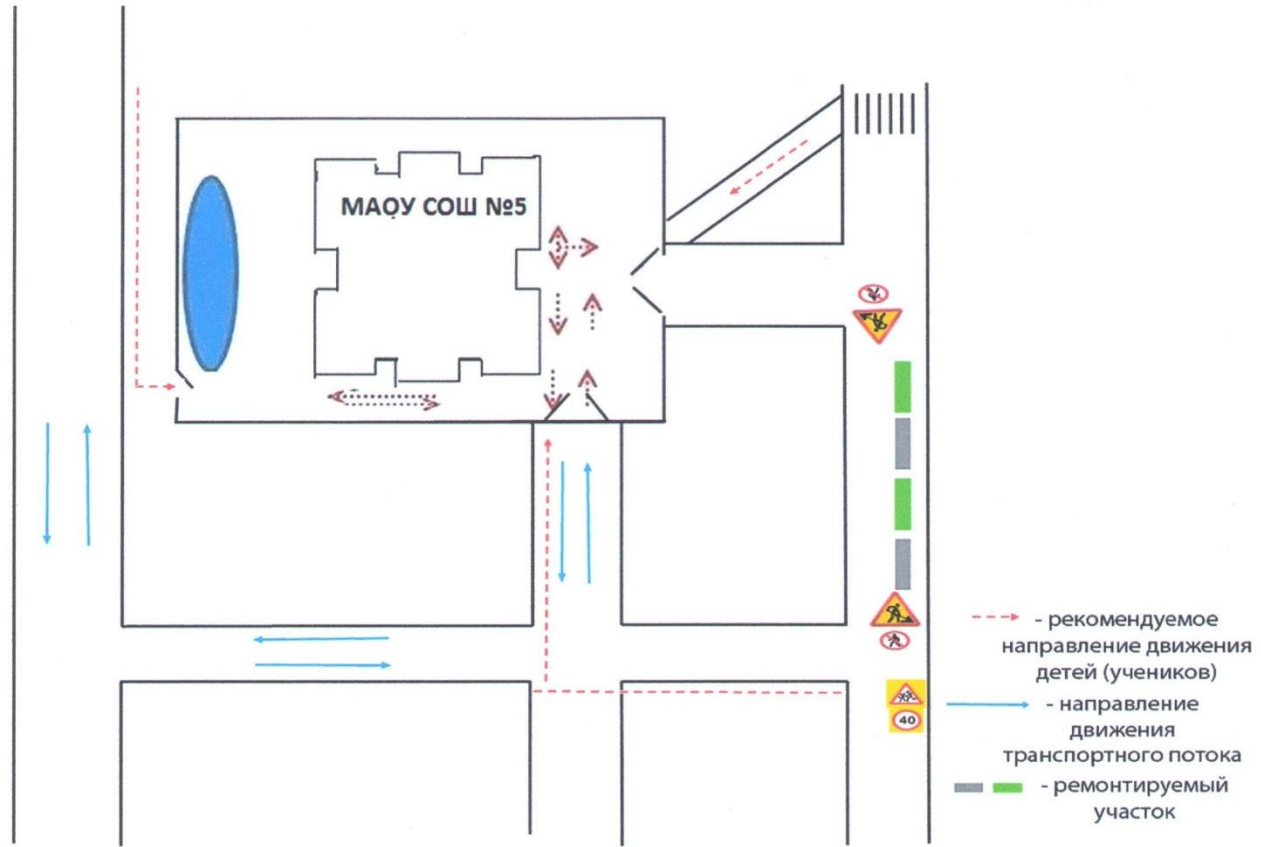 МАОУ СОШ №5
- рекомендуемое
направление движения
детей (учеников)
40
- направление
движения
транспортного потока
- ремонтируемый
участок